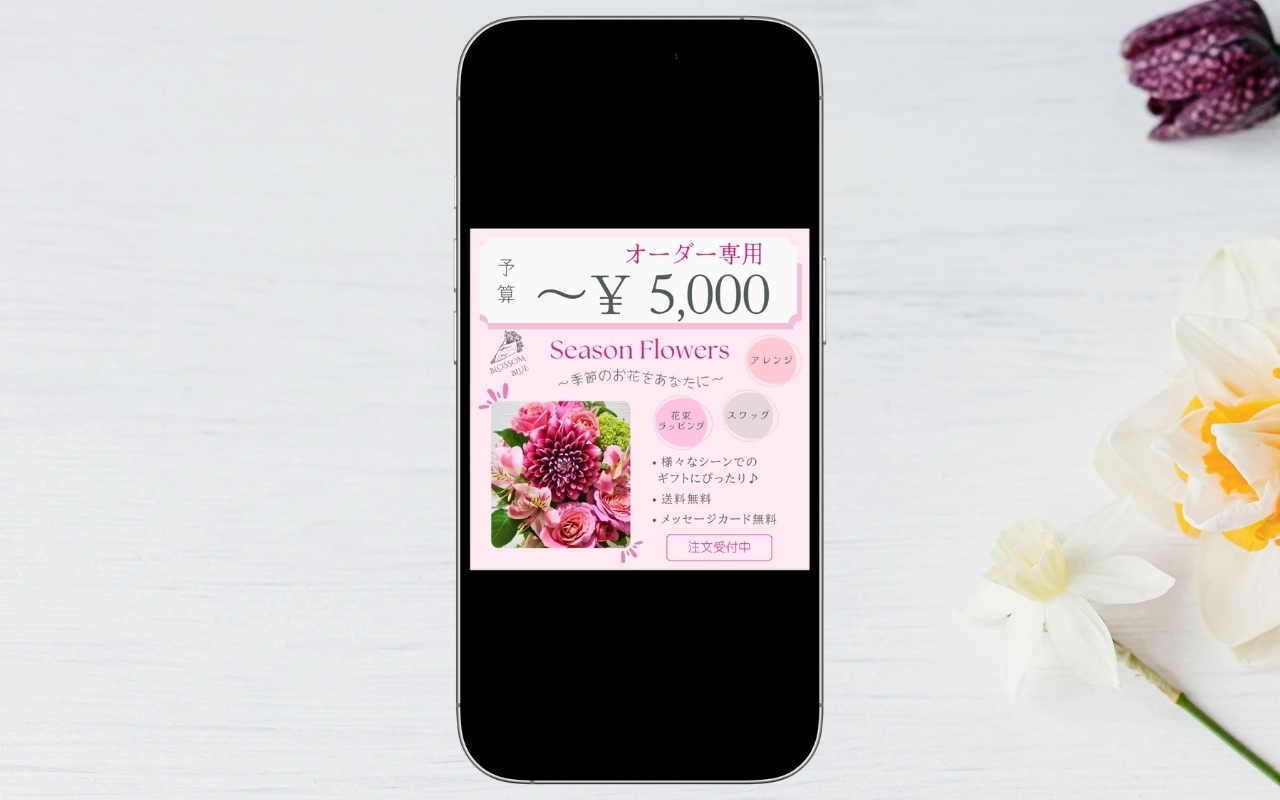 オーダー専用
予算
〜¥ 5,000
BLOSSOM
BLUE
Season Flowers
〜季節のお花をあなたに〜
アレンジ
花束
ラッピング
スワッグ
• 様々なシーンでの
ギフトにぴったり♪
• 送料無料
• メッセージカード無料
注文受付中